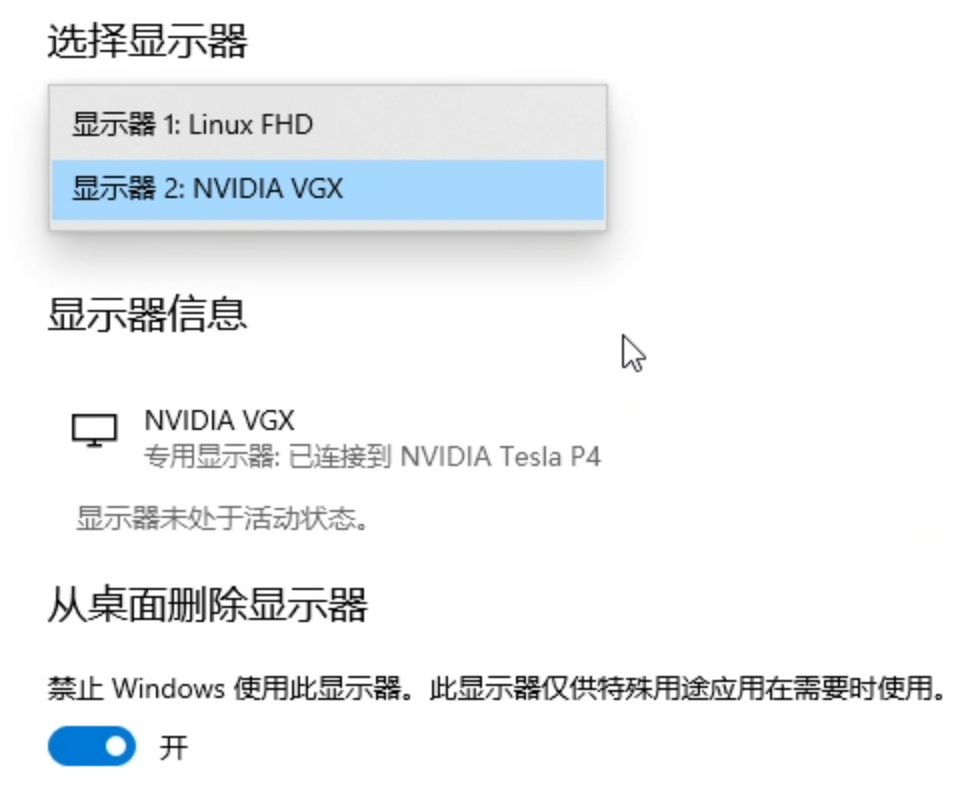 选择显示器
显示器 1: Linux FHD
显示器 2: NVIDIA VGX
显示器信息
NVIDIA VGX
专用显示器: 已连接到 NVIDIA Tesla P4
显示器未处于活动状态。
从桌面删除显示器
禁止 Windows 使用此显示器。此显示器仅供特殊用途应用在需要时使用。
开